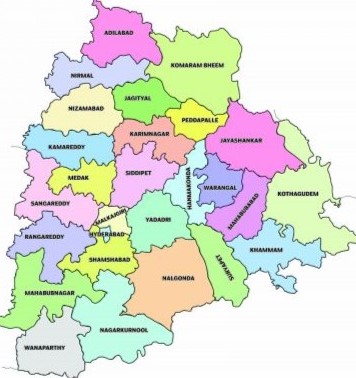 ADILABAD
KOMARAM BHEEM
NIRMAL
NIZAMABAD
JAGITYAL
PEDDAPALLE
KARIMNAGAR
JAYASHANKAR
KAMAREDDY
MEDAK
SIDDIPET
HANMAKONDA
WARANGAL
MAHABUBABAD
KOTHAGUDEM
SANGAREDDY
MALKAJGIRI
YADADRI
RANGAREDDY
HYDERABAD
SHAMSHABAD
SURYAPET
KHAMMAM
NALGONDA
MAHABUBNAGAR
NAGARKURNOOL
WANAPARTHY